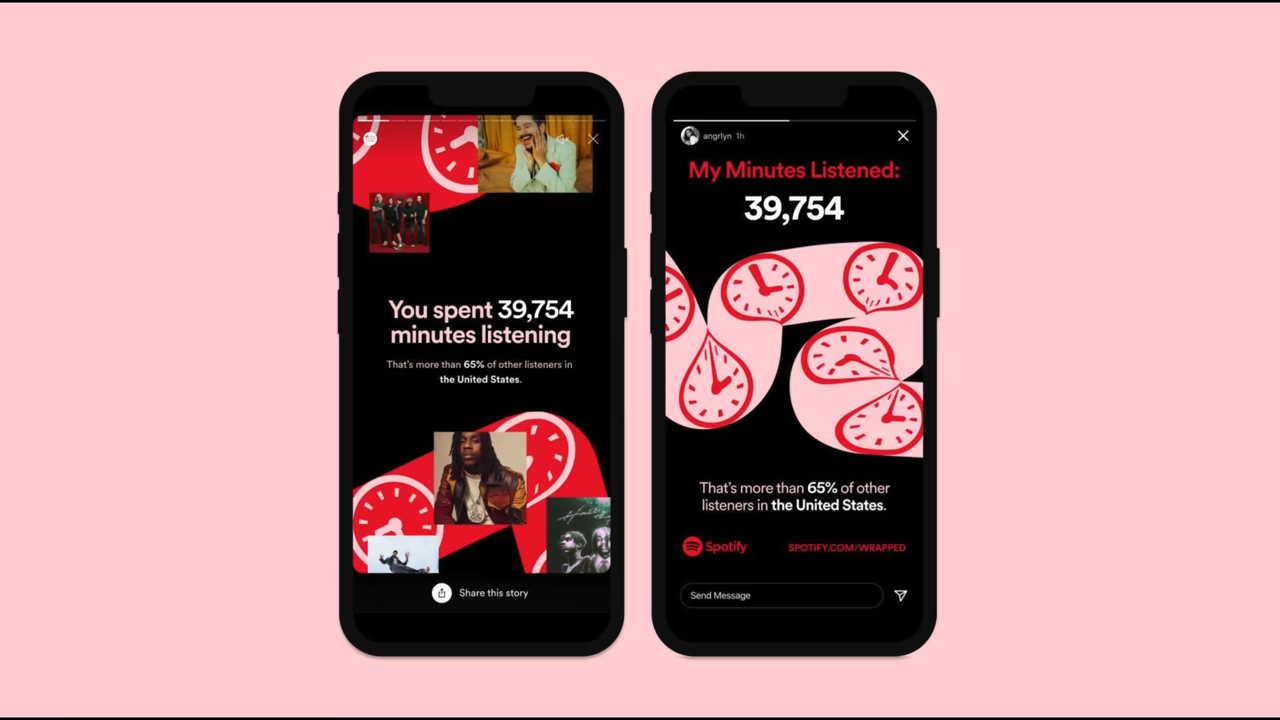 You spent 39,754
minutes listening
That's more than 65% of other listeners in
the United States.
Share this story
angrlyn 1h
My Minutes Listened:
39,754
That's more than 65% of other
listeners in the United States.
Spotify
SPOTIFY.COM/WRAPPED
Send Message